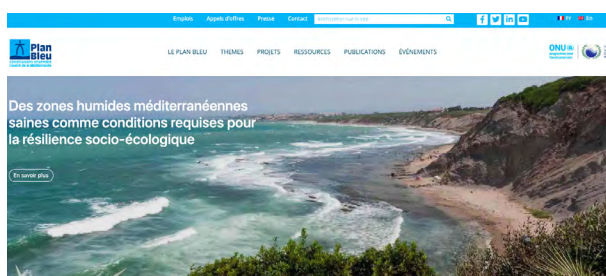 Emplois Appels d'offres Presse Contact
Fr En
Plan
Bleu
LE PLAN BLEU THEMES PROJETS RESSOURCES PUBLICATIONS ÉVÉNEMENTS
ONU
Des zones humides méditerranéennes
saines comme conditions requises pour
la résilience socio-écologique
En savoir plus